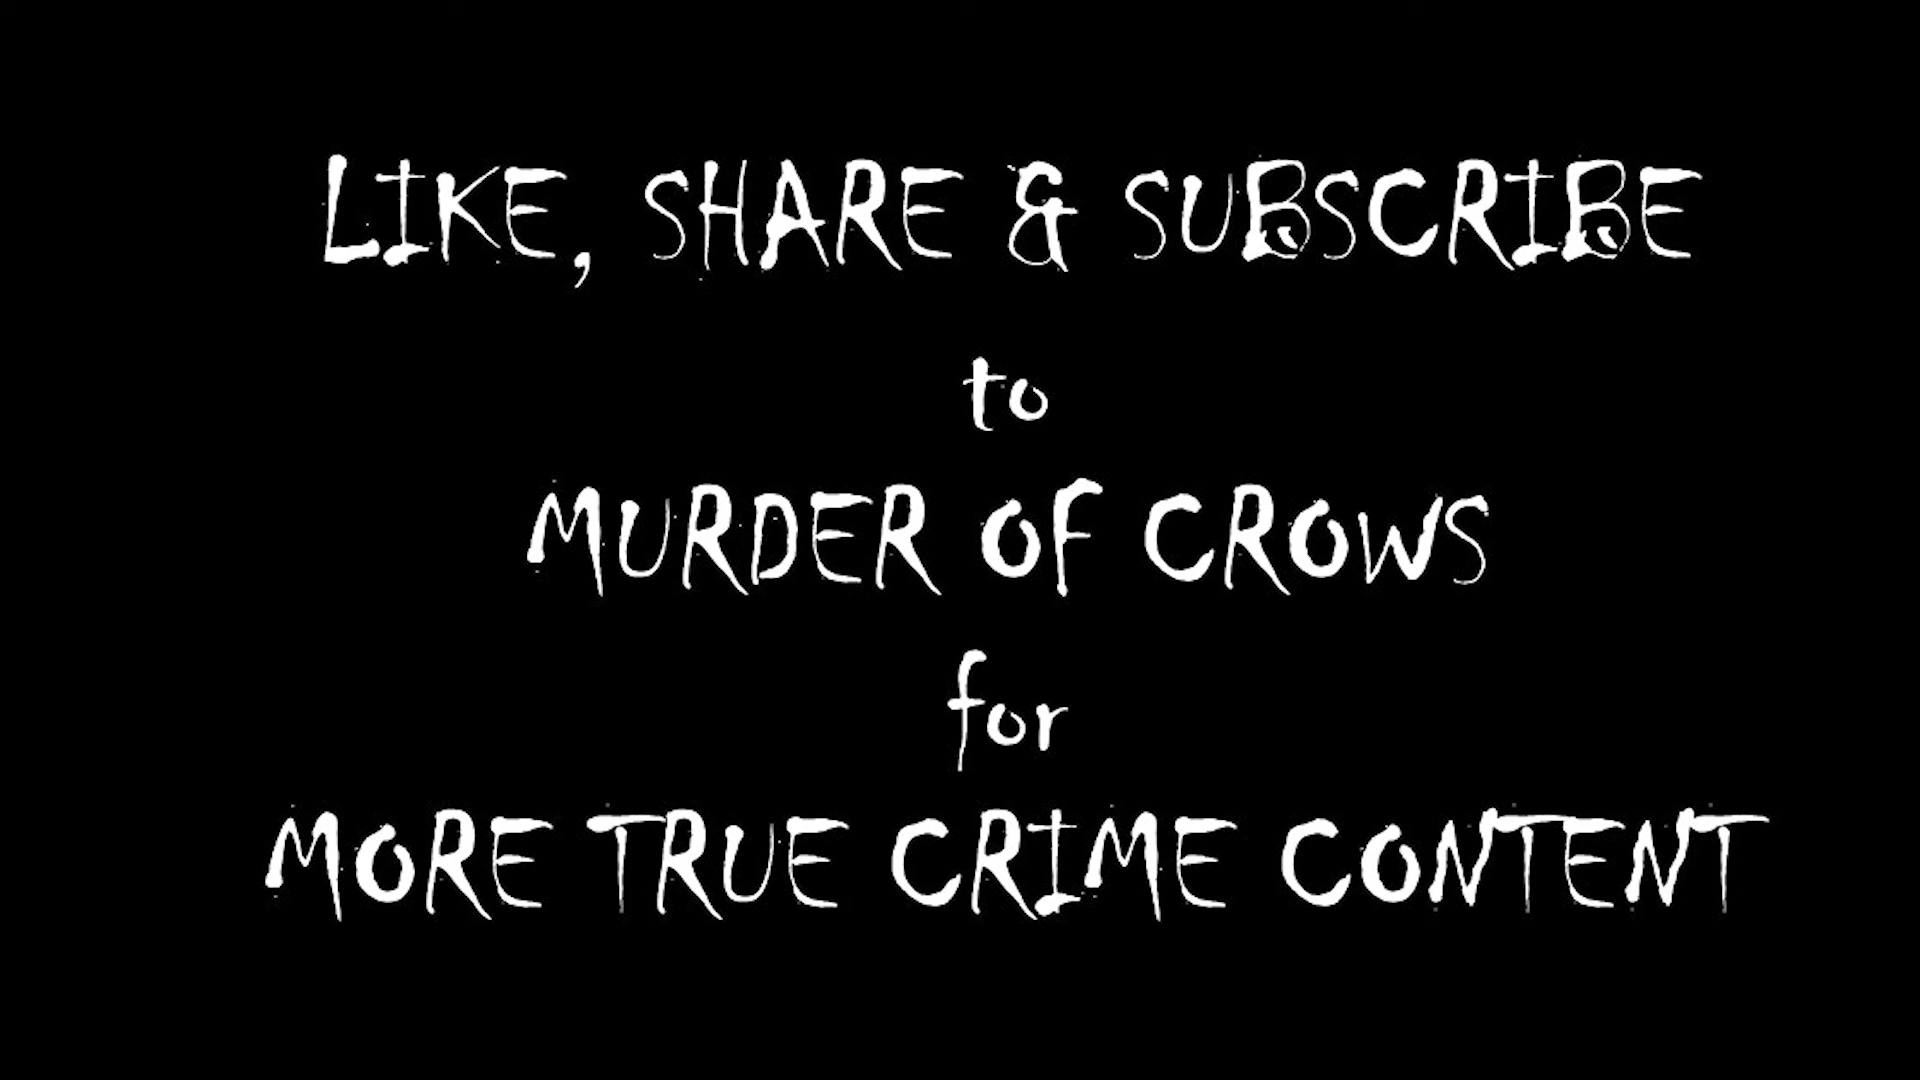 LIKE, SHARE & SUBSCRIBE
to
MURDER OF CROWS
for
MORE TRUE CRIME CONTENT